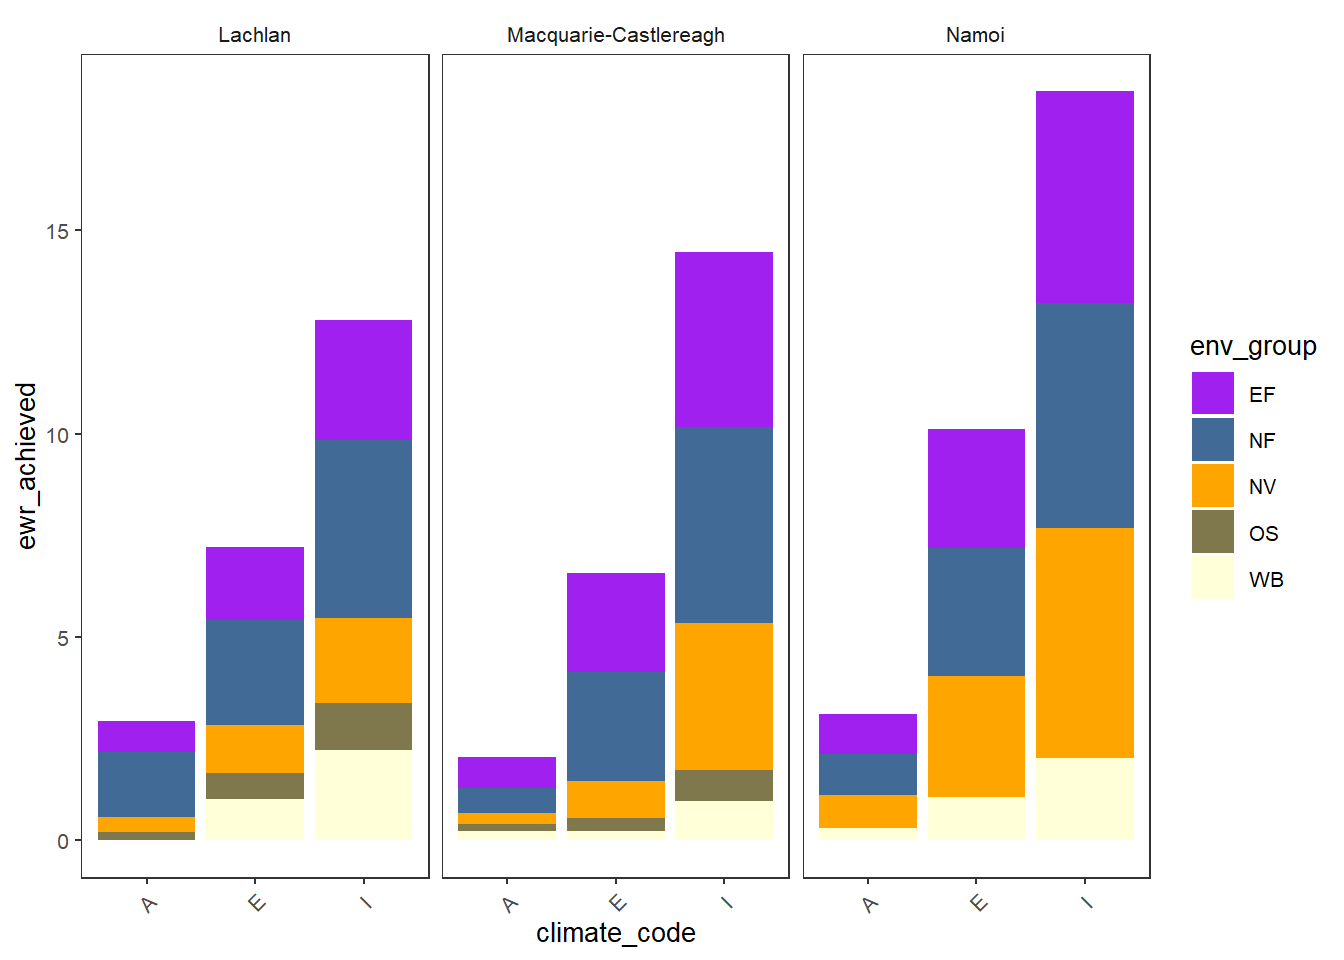 Lachlan
Macquarie-Castlereagh
Namoi
ewr_achieved
15
10
5
0
A
E
I
A
E
I
A
E
I
climate_code
env_group
EF
NF
NV
OS
WB